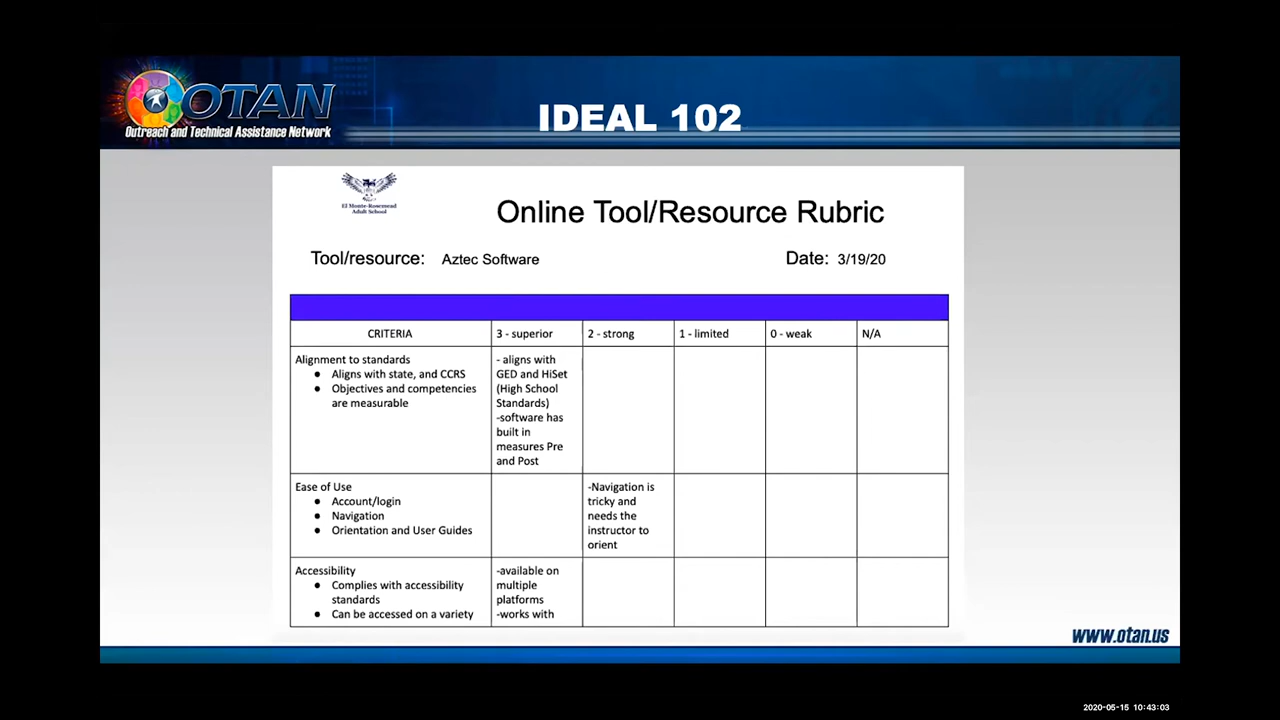 OTAN
Outreach and Technical Assistance Network
IDEAL 102
El Monte-Rosemead
Adult School
Online Tool/Resource Rubric
Tool/resource: Aztec Software
Date: 3/19/20
CRITERIA
3 - superior
2 - strong
1 - limited
0 - weak
N/A
Alignment to standards
● Aligns with state, and CCRS
● Objectives and competencies
are measurable
- aligns with
GED and HiSet
(High School
Standards)
-software has
built in
measures Pre
and Post
Ease of Use
● Account/login
● Navigation
● Orientation and User Guides
-Navigation is
tricky and
needs the
instructor to
orient
Accessibility
● Complies with accessibility
standards
● Can be accessed on a variety
-available on
multiple
platforms
-works with
www.otan.us
2020-05-15 10:43:03